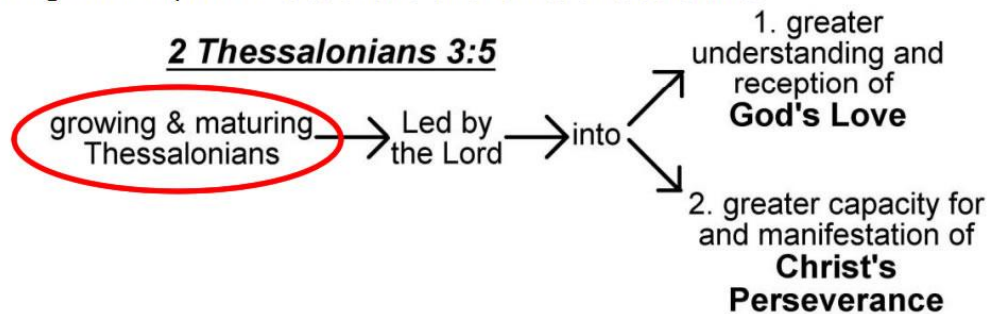 2 Thessalonians 3:5
growing & maturing
Thessalonians
Led by
the Lord
into
1. greater
understanding and
reception of
God's Love
2. greater capacity for
and manifestation of
Christ's
Perseverance